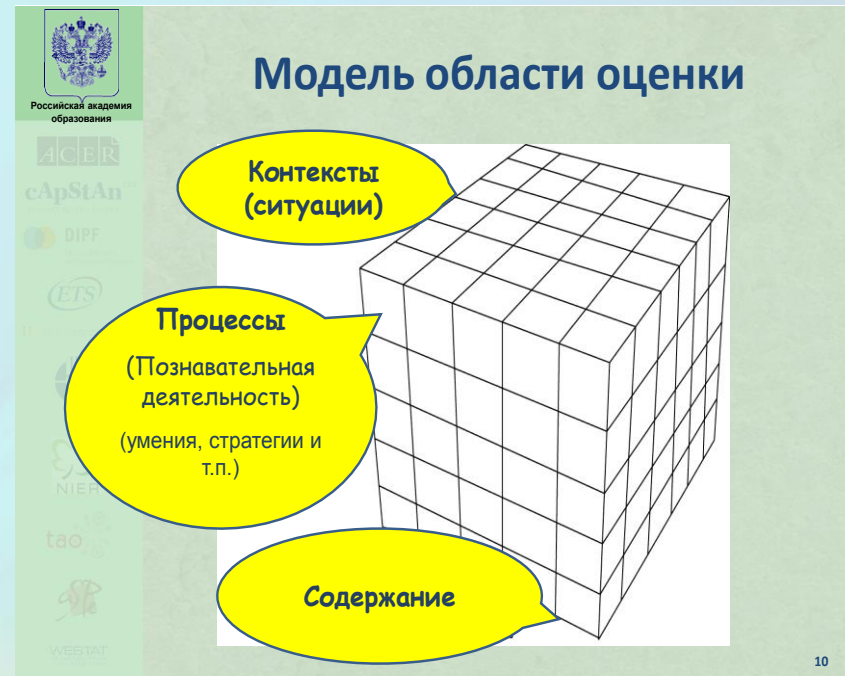 Российская академия
образования
Модель области оценки
ACER
cApStAn
DIPF
ETS
Контексты
(ситуации)
Процессы
(Познавательная
деятельность)
(умения, стратегии и
т.п.)
NIER
tao
Содержание
WESTAT
10